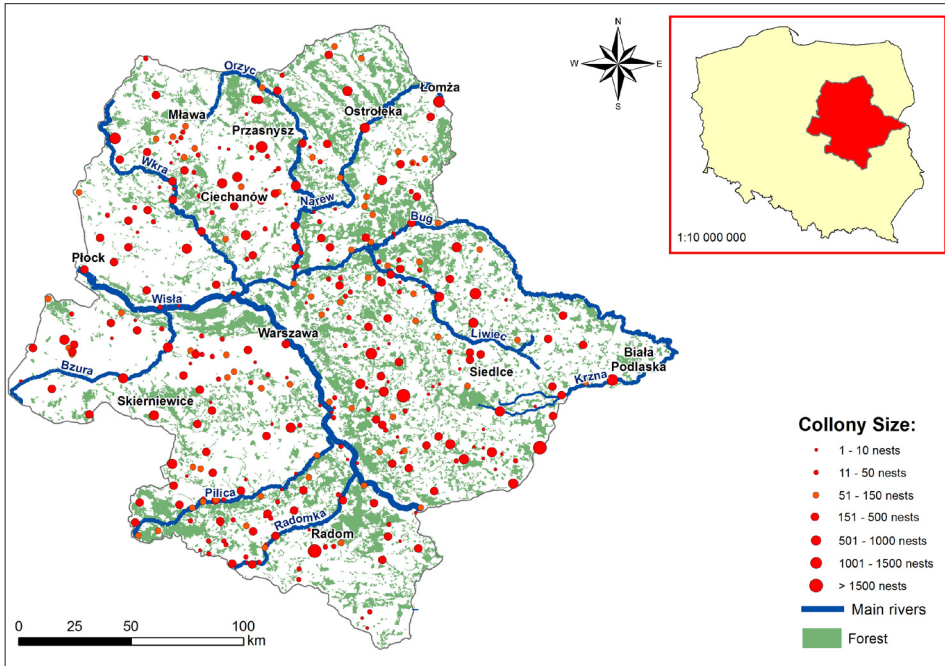 N
W
E
S
1:10 000 000
Orzyc
Łomża
Mława
Ostrołęka
Przasnysz
Wkra
Ciechanów
Narew
Bug
Płock
Wisła
Warszawa
Liwiec
Biała
Podlaska
Siedlce
Bzura
Krzna
Skierniewice
Pilica
Radomka
Radom
Collony Size:
1 - 10 nests
11 - 50 nests
51 - 150 nests
151 - 500 nests
501 - 1000 nests
1001 - 1500 nests
> 1500 nests
Main rivers
Forest
0 50 100
km